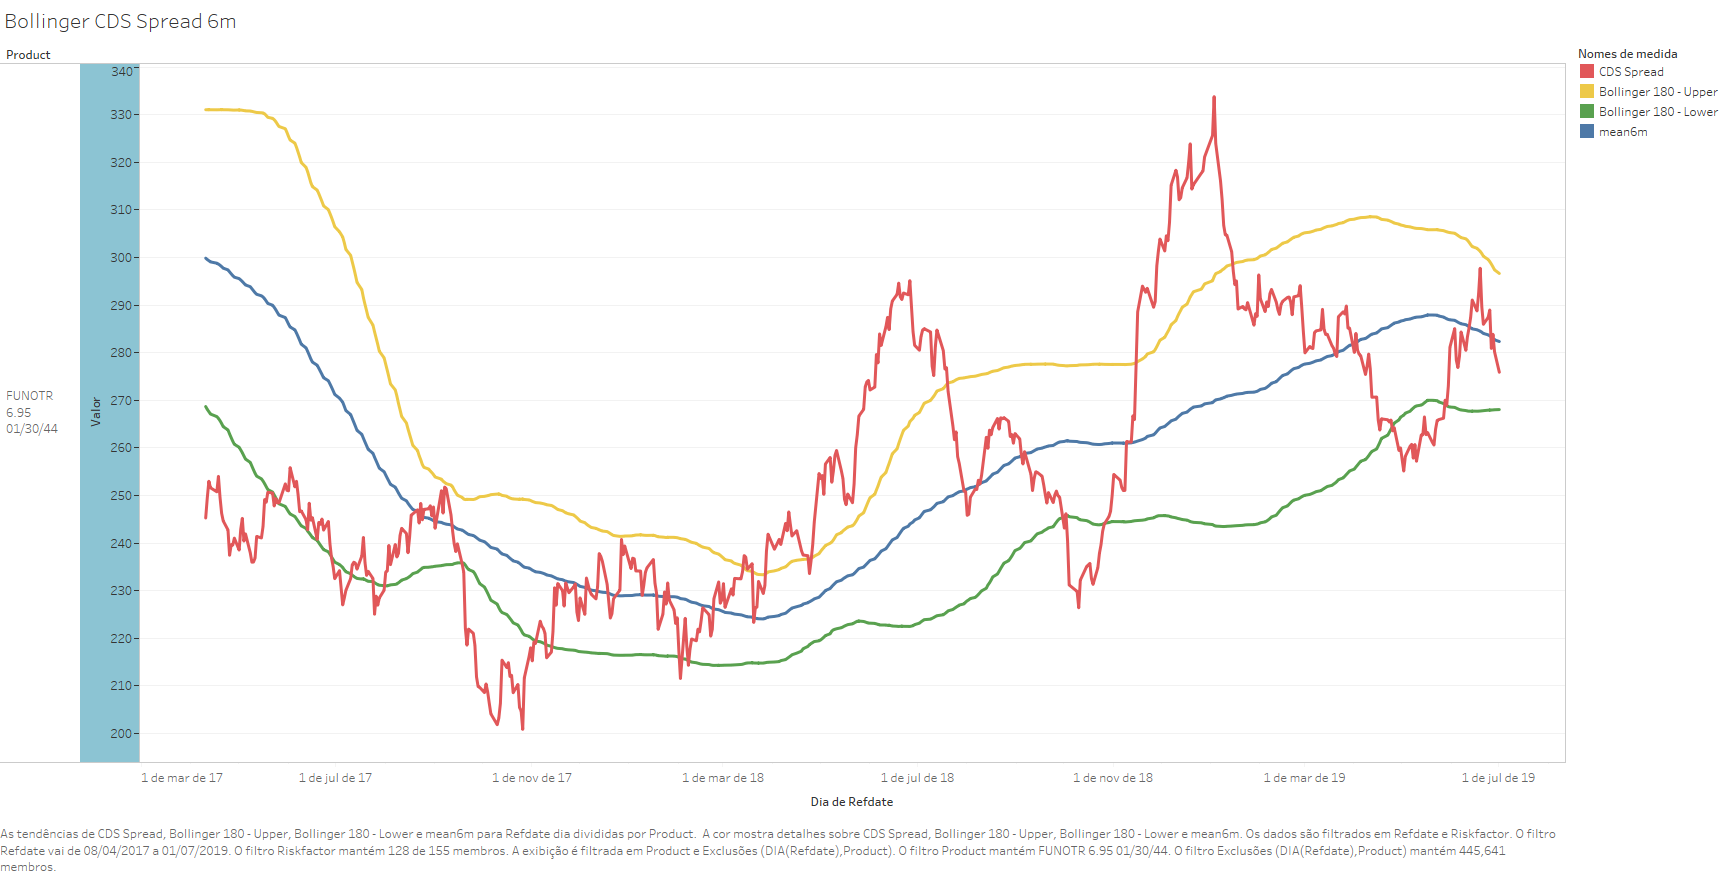 Bollinger CDS Spread 6m
Product
Nomes de medida
CDS Spread
Bollinger 180 - Upper
Bollinger 180 - Lower
mean6m
340
330
320
310
300
290
280
270
260
250
240
230
220
210
200
Valor
FUNOTR
6.95
01/30/44
1 de mar de 17
1 de jul de 17
1 de nov de 17
1 de mar de 18
1 de jul de 18
1 de nov de 18
1 de mar de 19
1 de jul de 19
Dia de Refdate
As tendências de CDS Spread, Bollinger 180 - Upper, Bollinger 180 - Lower e mean6m para Refdate dia divididas por Product.  A cor mostra detalhes sobre CDS Spread, Bollinger 180 - Upper, Bollinger 180 - Lower e mean6m. Os dados são filtrados em Refdate e Riskfactor. O filtro
Refdate vai de 08/04/2017 a 01/07/2019. O filtro Riskfactor mantém 128 de 155 membros. A exibição é filtrada em Product e Exclusões (DIA(Refdate),Product). O filtro Product mantém FUNOTR 6.95 01/30/44. O filtro Exclusões (DIA(Refdate),Product) mantém 445,641
membros.